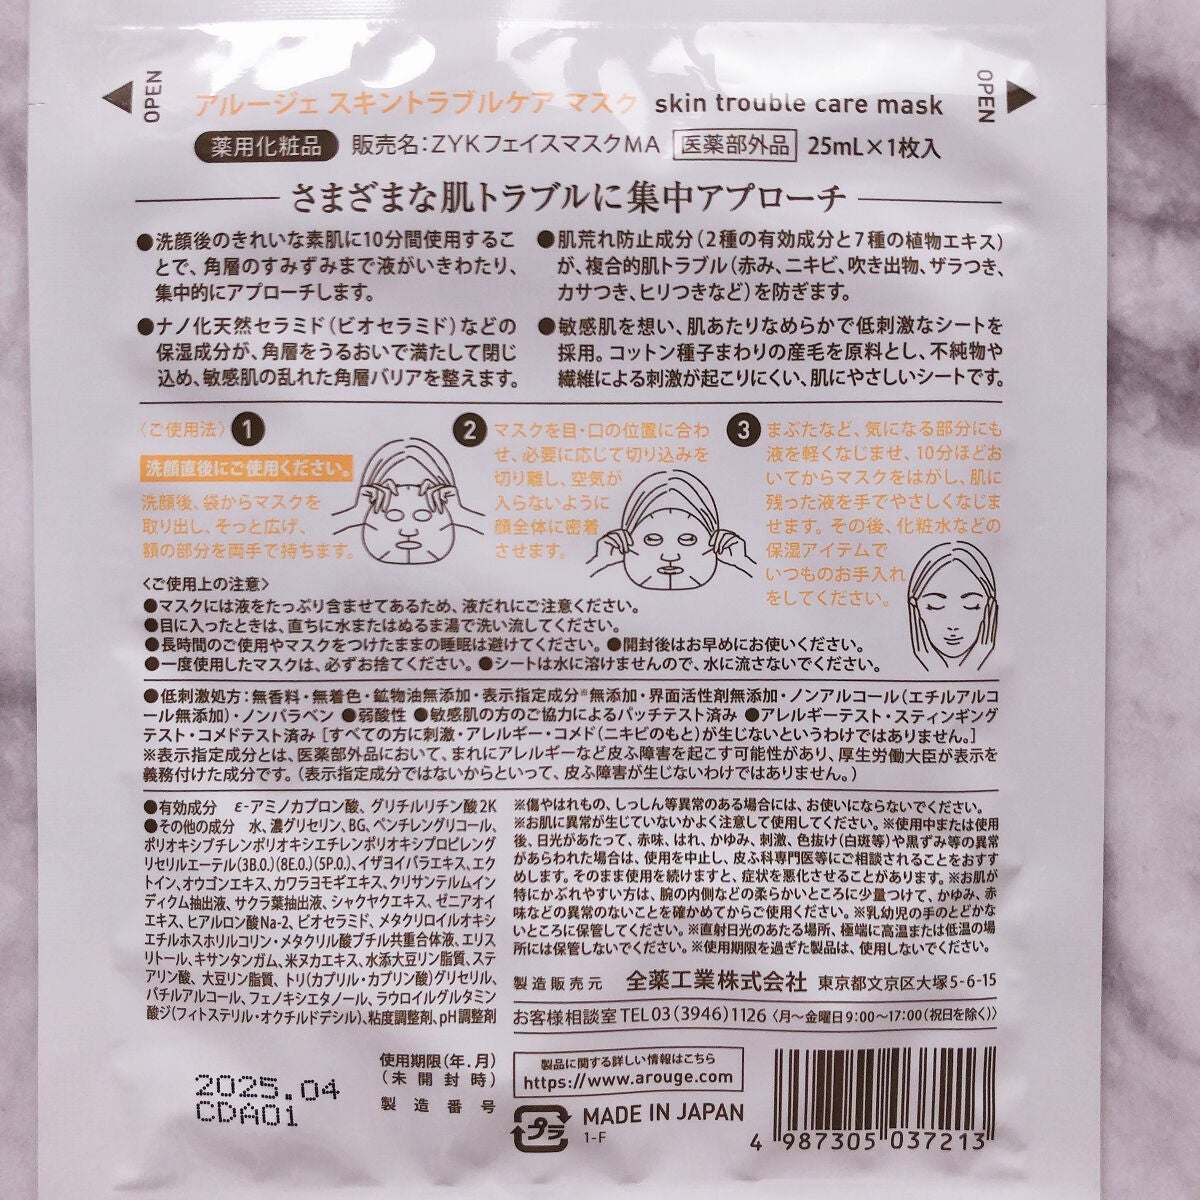 OPEN
アルージェ スキントラブルケア マスク skin trouble care mask
OPEN
薬用化粧品 販売名:ZYKフェイスマスクMA 医薬部外品 25mL×1枚入
さまざまな肌トラブルに集中アプローチ
●洗顔後のきれいな素肌に10分間使用するこ
とで、角層のすみずみまで液がいきわたり、
集中的にアプローチします。
●ナノ化天然セラミド(ビオセラミド)などの
保湿成分が、角層をうるおいで満たして閉じ
込め、敏感肌の乱れた角層バリアを整えます。
●肌荒れ防止成分(2種の有効成分と7種の植物エキス)
が、複合的肌トラブル(赤み、ニキビ、吹き出物、ザラつき、
カサつき、ヒリつきなど)を防ぎます。
●敏感肌を想い、肌あたりなめらかで低刺激なシートを
採用。コットン種子まわりの産毛を原料とし、不純物や
繊維による刺激が起こりにくい、肌にやさしいシートです。
〈ご使用法〉 1
洗顔直後にご使用ください。
洗顔後、袋からマスクを
取り出し、そっと広げ、
額の部分を両手で持ちます。
2 マスクを目・口の位置に合わ
せ、必要に応じて切り込みを
切り離し、空気が
入らないように
顔全体に密着
させます。
3 まぶたなど、気になる部分にも
液を軽くなじませ、10分ほどお
いてからマスクをはがし、肌に
残った液を手でやさしくなじま
せます。その後、化粧水などの
保湿アイテムで
いつものお手入れ
をしてください。
〈ご使用上の注意〉
●マスクには液をたっぷり含ませてあるため、液だれにご注意ください。
●目に入ったときは、直ちに水またはぬるま湯で洗い流してください。
●長時間のご使用やマスクをつけたままの睡眠は避けてください。●開封後はお早めにお使いください。
●一度使用したマスクは、必ずお捨てください。●シートは水に溶けませんので、水に流さないでください。
●低刺激処方:無香料・無着色・鉱物油無添加・表示指定成分※無添加・界面活性剤無添加・ノンアルコール(エチルアルコ
ール無添加)・ノンパラベン ●弱酸性 ●敏感肌の方のご協力によるパッチテスト済み ●アレルギーテスト・スティンギング
テスト・コメドテスト済み[すべての方に刺激・アレルギー・コメド(ニキビのもと)が生じないというわけではありません。]
※表示指定成分とは、医薬部外品において、まれにアレルギーなど皮ふ障害を起こす可能性があり、厚生労働大臣が表示を
義務付けた成分です。(表示指定成分ではないからといって、皮ふ障害が生じないわけではありません。)
●有効成分 ε-アミノカプロン酸、グリチルリチン酸2K
●その他の成分 水、濃グリセリン、BG、ペンチレングリコール、
ポリオキシブチレンポリオキシエチレンポリオキシプロピレング
リセリルエーテル(3B.O.)(8E.O.)(5P.O.)、イザヨイバラエキス、エク
トイン、オウゴンエキス、カワラヨモギエキス、クリサンテルムイン
ディクム抽出液、サクラ葉抽出液、シャクヤクエキス、ゼニアオイ
エキス、ヒアルロン酸Na-2、ビオセラミド、メタクリロイルオキシ
エチルホスホリルコリン・メタクリル酸ブチル共重合体液、エリス
リトール、キサンタンガム、米ヌカエキス、水添大豆リン脂質、ステ
アリン酸、大豆リン脂質、トリ(カプリル・カプリン酸)グリセリル、
バチルアルコール、フェノキシエタノール、ラウロイルグルタミン
酸ジ(フィトステリル・オクチルドデシル)、粘度調整剤、pH調整剤
※傷やはれもの、しっしん等異常のある場合には、お使いにならないでください。
※お肌に異常が生じていないかよく注意して使用してください。※使用中または使用
後、日光があたって、赤味、はれ、かゆみ、刺激、色抜け(白斑等)や黒ずみ等の異常
があらわれた場合は、使用を中止し、皮ふ科専門医等にご相談されることをおすす
めします。そのまま使用を続けますと、症状を悪化させることがあります。※お肌が
特にかぶれやすい方は、腕の内側などの柔らかいところに少量つけて、かゆみ、赤
味などの異常のないことを確かめてからご使用ください。※乳幼児の手のとどかな
いところに保管してください。※直射日光のあたる場所、極端に高温または低温の場
所には保管しないでください。※使用期限を過ぎた製品は、使用しないでください。
製造販売元 全薬工業株式会社 東京都文京区大塚5-6-15
お客様相談室 TEL 03(3946)1126〈月〜金曜日9:00〜17:00(祝日を除く)〉
2025.04
CDA01
使用期限(年.月)
(未開封時)
製造番号
製品に関する詳しい情報はこちら
https://www.arouge.com
プラ MADE IN JAPAN
1-F
4 987305 037213